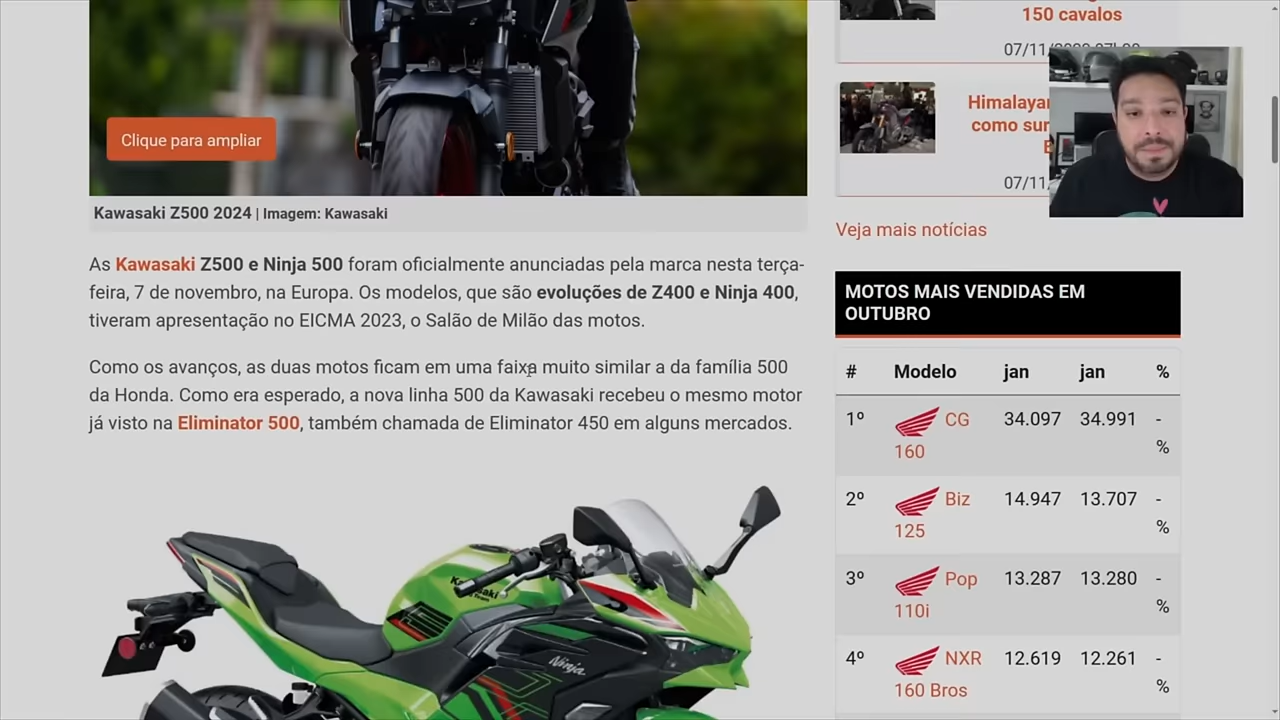 Clique para ampliar
Kawasaki Z500 2024 | Imagem: Kawasaki
As Kawasaki Z500 e Ninja 500 foram oficialmente anunciadas pela marca nesta terça-
feira, 7 de novembro, na Europa. Os modelos, que são evoluções de Z400 e Ninja 400,
tiveram apresentação no EICMA 2023, o Salão de Milão das motos.
Como os avanços, as duas motos ficam em uma faixa muito similar a da família 500
da Honda. Como era esperado, a nova linha 500 da Kawasaki recebeu o mesmo motor
já visto na Eliminator 500, também chamada de Eliminator 450 em alguns mercados.
Kawasaki
Ninja
150 cavalos
07/11/2023 07h00
como
07/11/
Veja mais notícias
MOTOS MAIS VENDIDAS EM
OUTUBRO
# Modelo jan jan %
1º CG 34.097 34.991 -
160 %
2º Biz 14.947 13.707 -
125 %
3º Pop 13.287 13.280 -
110i %
4º NXR 12.619 12.261 -
160 Bros %